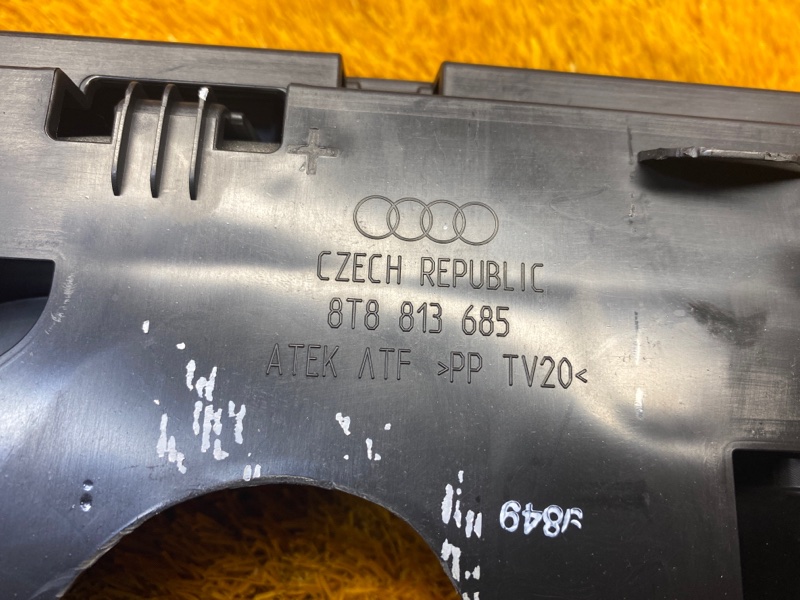 CZECH REPUBLIC
8T8 813 685
ATEK ATF >PP TV20<